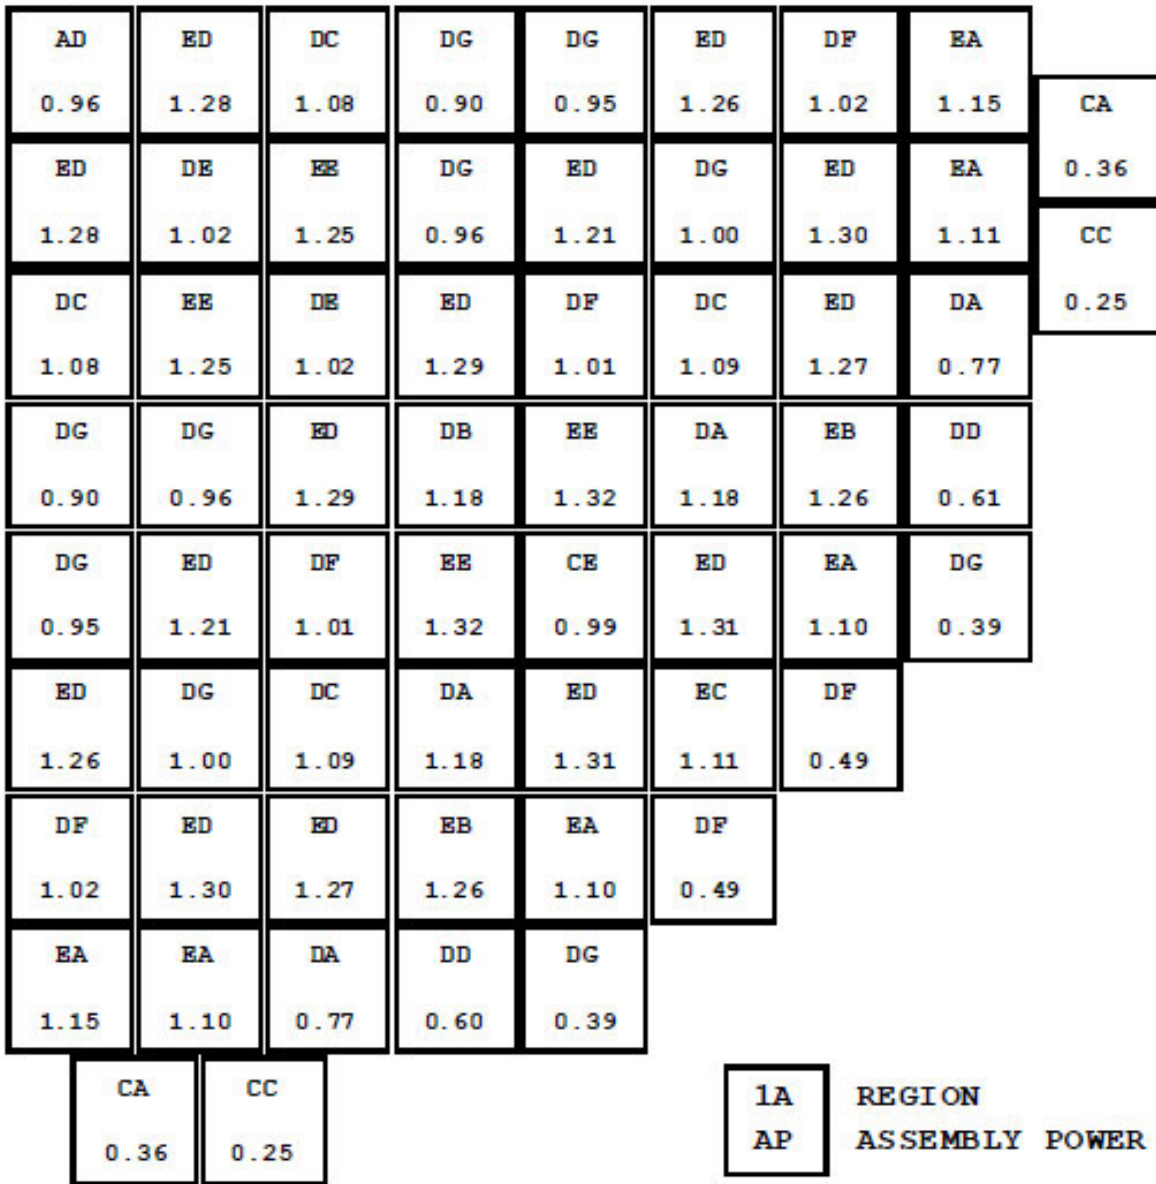 AD ED DC DG DG ED DF EA
0.96 1.28 1.08 0.90 0.95 1.26 1.02 1.15 CA
ED DE EE DG ED DG ED EA 0.36
1.28 1.02 1.25 0.96 1.21 1.00 1.30 1.11 CC
DC EE DE ED DF DC ED DA 0.25
1.08 1.25 1.02 1.29 1.01 1.09 1.27 0.77
DG DG ED DB EE DA EB DD
0.90 0.96 1.29 1.18 1.32 1.18 1.26 0.61
DG ED DF EE CE ED EA DG
0.95 1.21 1.01 1.32 0.99 1.31 1.10 0.39
ED DG DC DA ED EC DF
1.26 1.00 1.09 1.18 1.31 1.11 0.49
DF ED ED EB EA DF
1.02 1.30 1.27 1.26 1.10 0.49
EA EA DA DD DG
1.15 1.10 0.77 0.60 0.39
CA CC
0.36 0.25
1A REGION
AP ASSEMBLY POWER